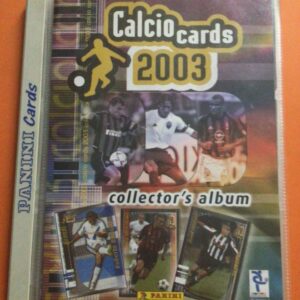 Calcio
cards
2003
PANINI Cards
collector's album
PANINI